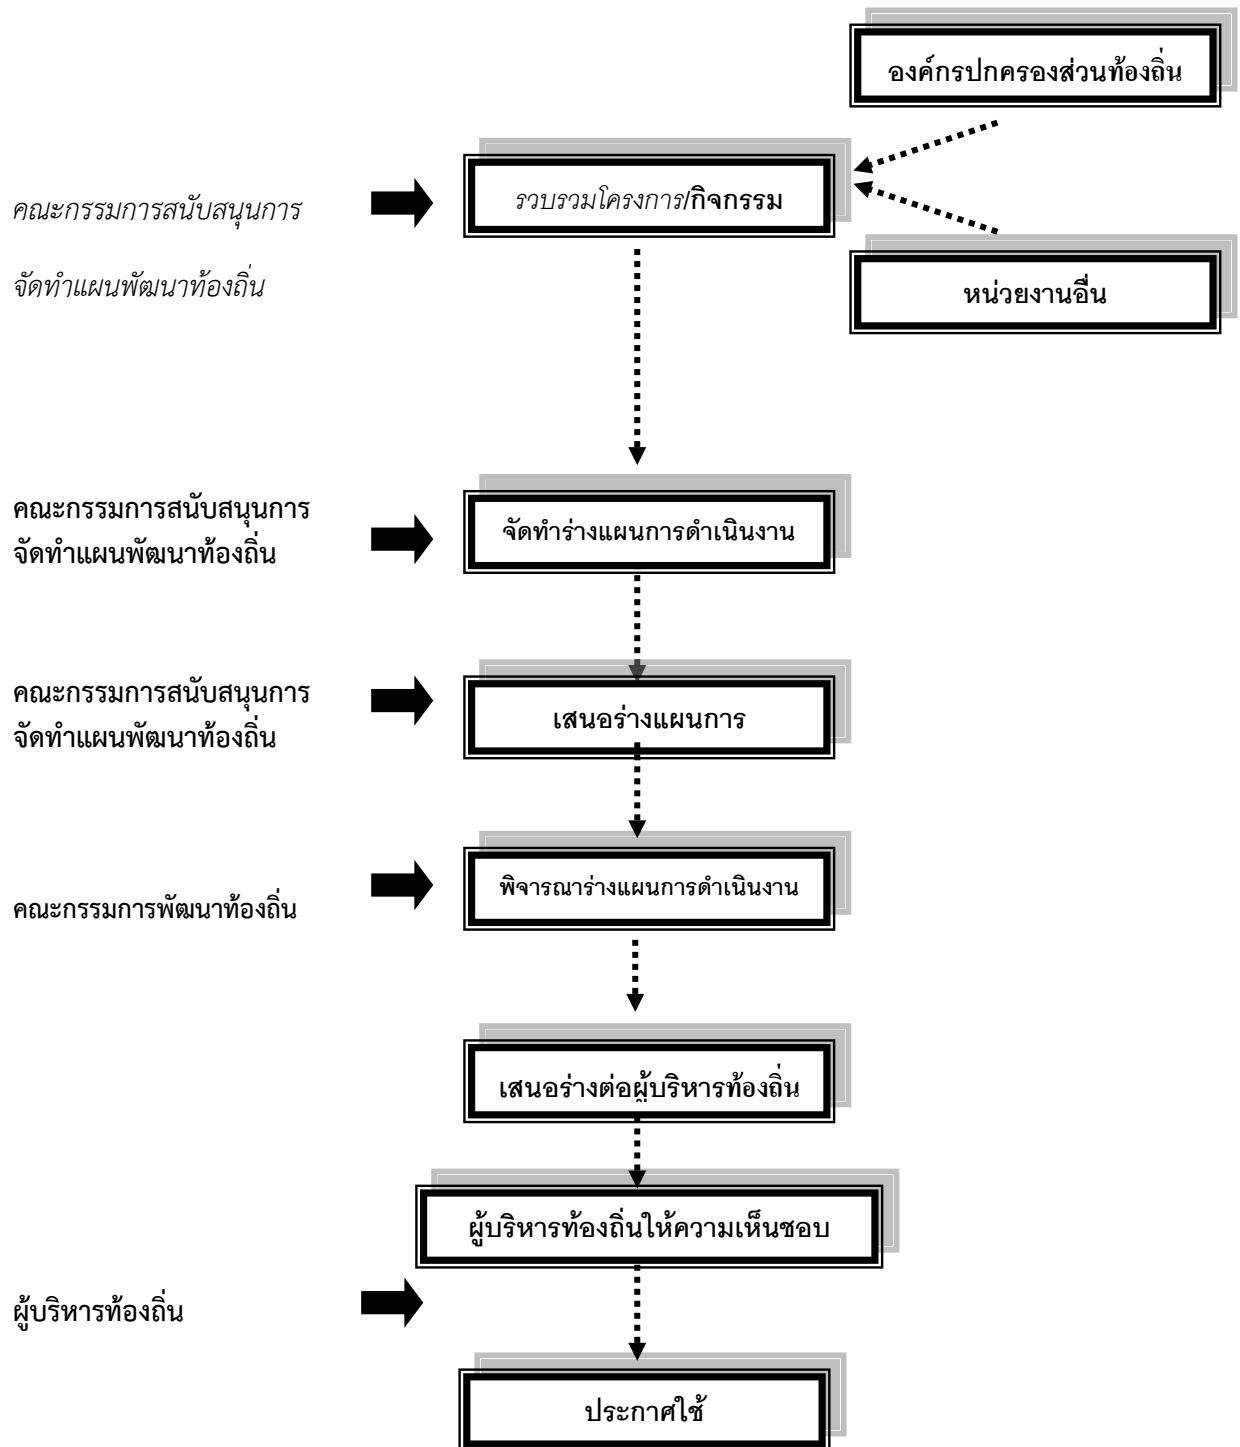 องค์กรปกครองส่วนท้องถิ่น
คณะกรรมการสนับสนุนการ
รวบรวมโครงการ/กิจกรรม
จัดทำแผนพัฒนาท้องถิ่น
หน่วยงานอื่น
คณะกรรมการสนับสนุนการ
จัดทำแผนพัฒนาท้องถิ่น
จัดทำร่างแผนการดำเนินงาน
คณะกรรมการสนับสนุนการ
จัดทำแผนพัฒนาท้องถิ่น
เสนอร่างแผนการ
คณะกรรมการพัฒนาท้องถิ่น
พิจารณาร่างแผนการดำเนินงาน
เสนอร่างต่อผู้บริหารท้องถิ่น
ผู้บริหารท้องถิ่นให้ความเห็นชอบ
ผู้บริหารท้องถิ่น
ประกาศใช้